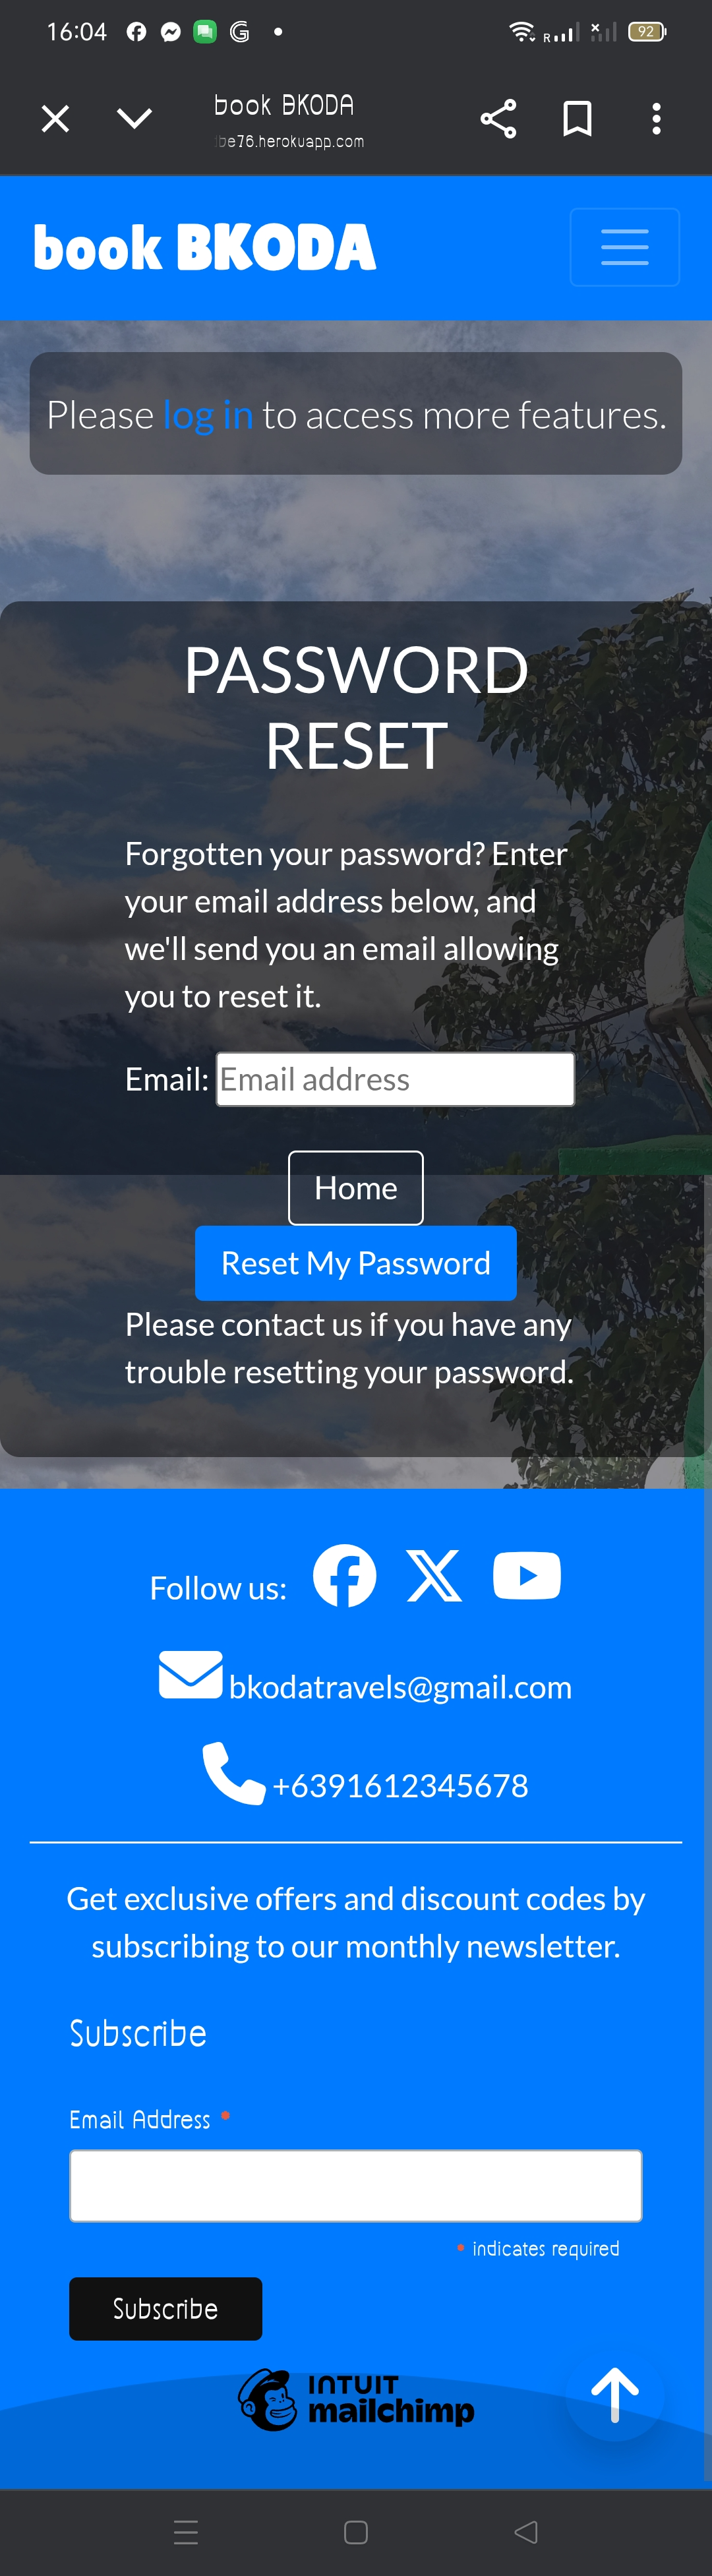 16:04
R
92
book BKODA
be76.herokuapp.com
book BKODA
Please log in to access more features.
PASSWORD
RESET
Forgotten your password? Enter
your email address below, and
we'll send you an email allowing
you to reset it.
Email: Email address
Home
Reset My Password
Please contact us if you have any
trouble resetting your password.
Follow us:
bkodatravels@gmail.com
+6391612345678
Get exclusive offers and discount codes by
subscribing to our monthly newsletter.
Subscribe
Email Address *
* indicates required
Subscribe
INTUIT
mailchimp